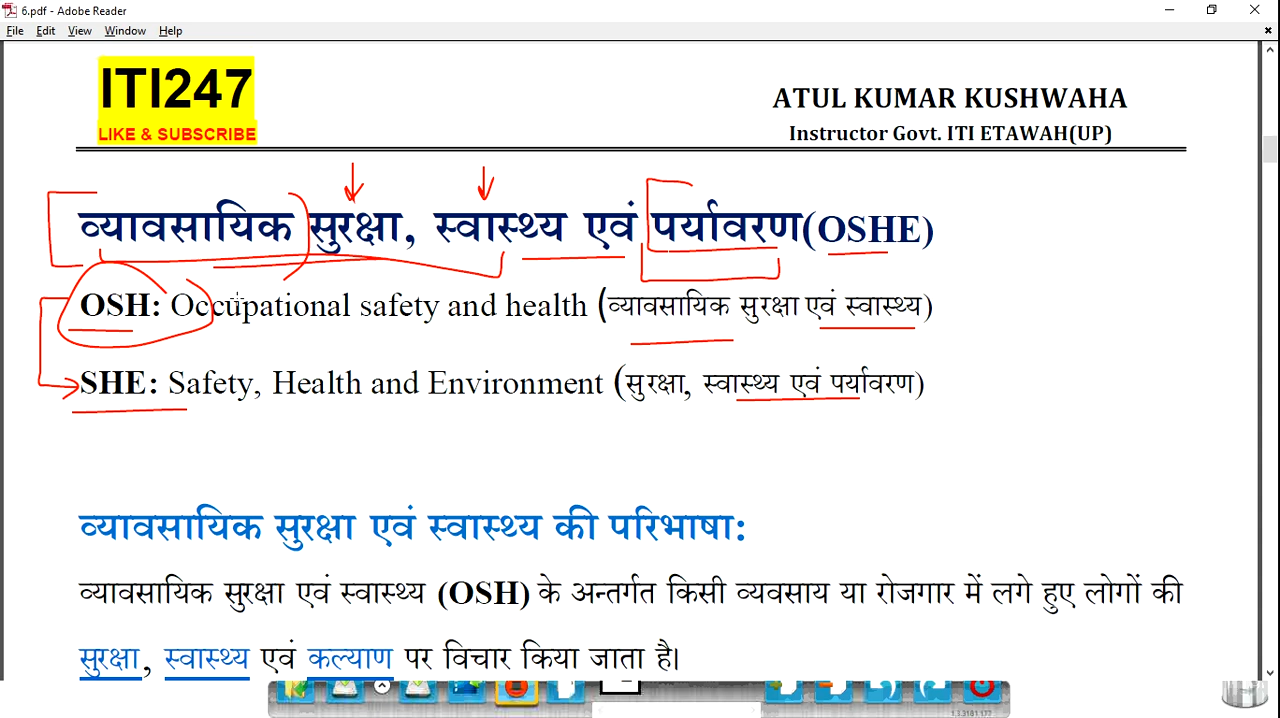 6.pdf - Adobe Reader
File Edit View Window Help
ITI247
LIKE & SUBSCRIBE
ATUL KUMAR KUSHWAHA
Instructor Govt. ITI ETAWAH(UP)
व्यावसायिक सुरक्षा, स्वास्थ्य एवं पर्यावरण(OSHE)
OSH: Occupational safety and health (व्यावसायिक सुरक्षा एवं स्वास्थ्य)
SHE: Safety, Health and Environment (सुरक्षा, स्वास्थ्य एवं पर्यावरण)
व्यावसायिक सुरक्षा एवं स्वास्थ्य की परिभाषा:
व्यावसायिक सुरक्षा एवं स्वास्थ्य (OSH) के अन्तर्गत किसी व्यवसाय या रोजगार में लगे हुए लोगों की
सुरक्षा, स्वास्थ्य एवं कल्याण पर विचार किया जाता है।